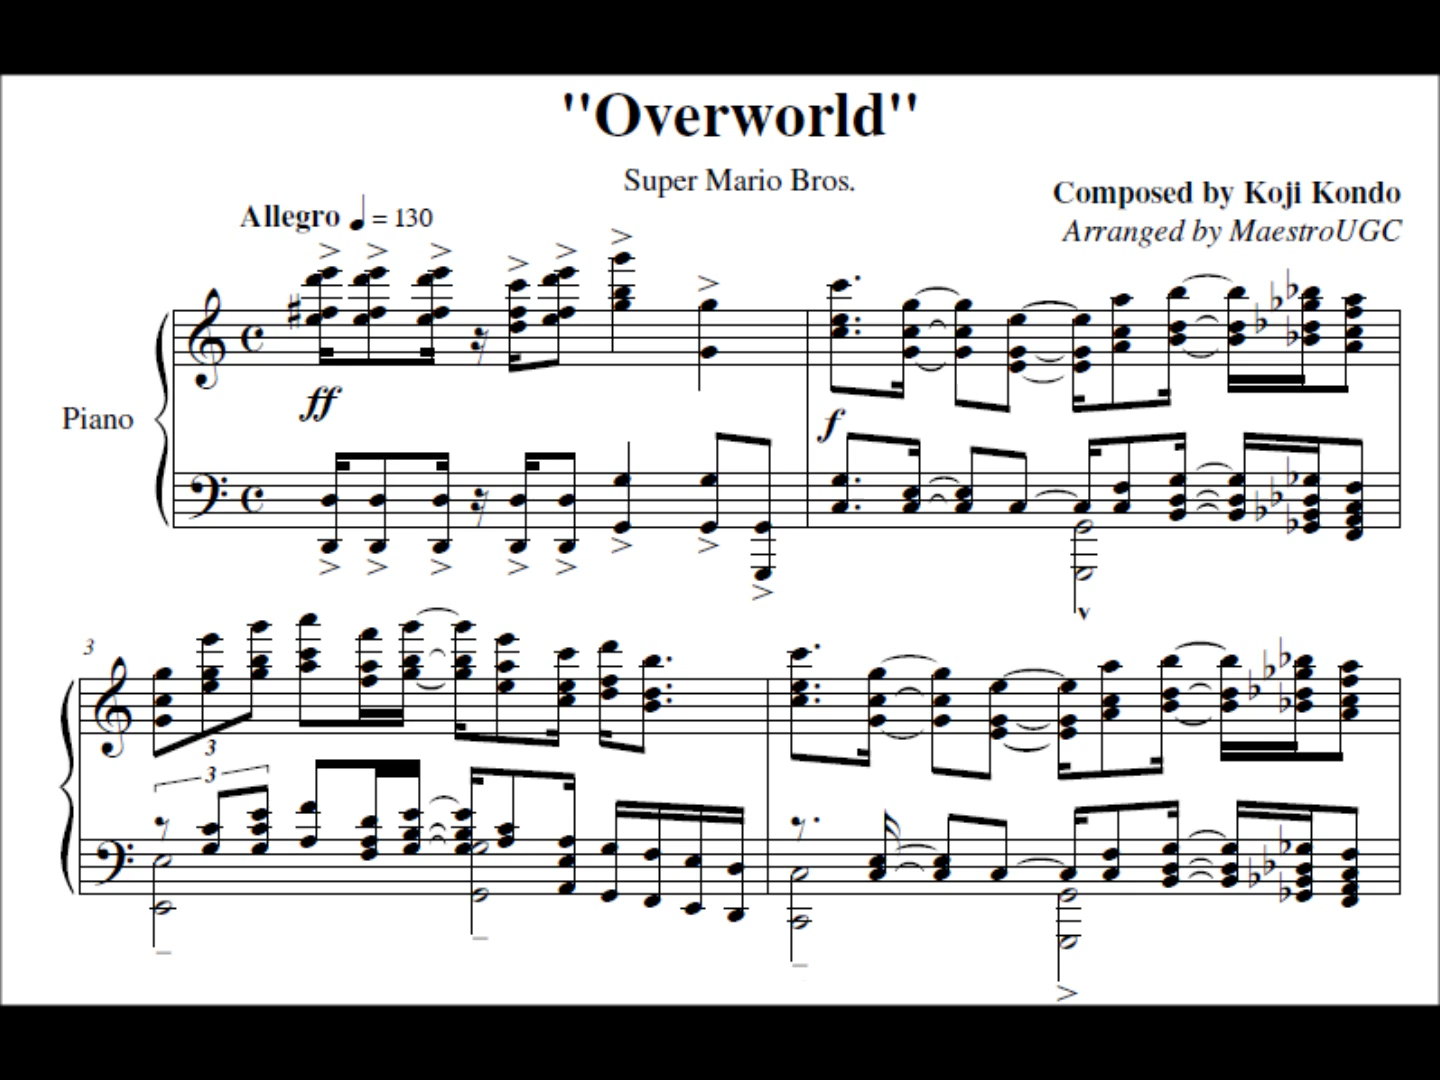 "Overworld"
Super Mario Bros.
Composed by Koji Kondo
Arranged by MaestroUGC
Allegro ♩ = 130
ff
Piano
f
3
3
3